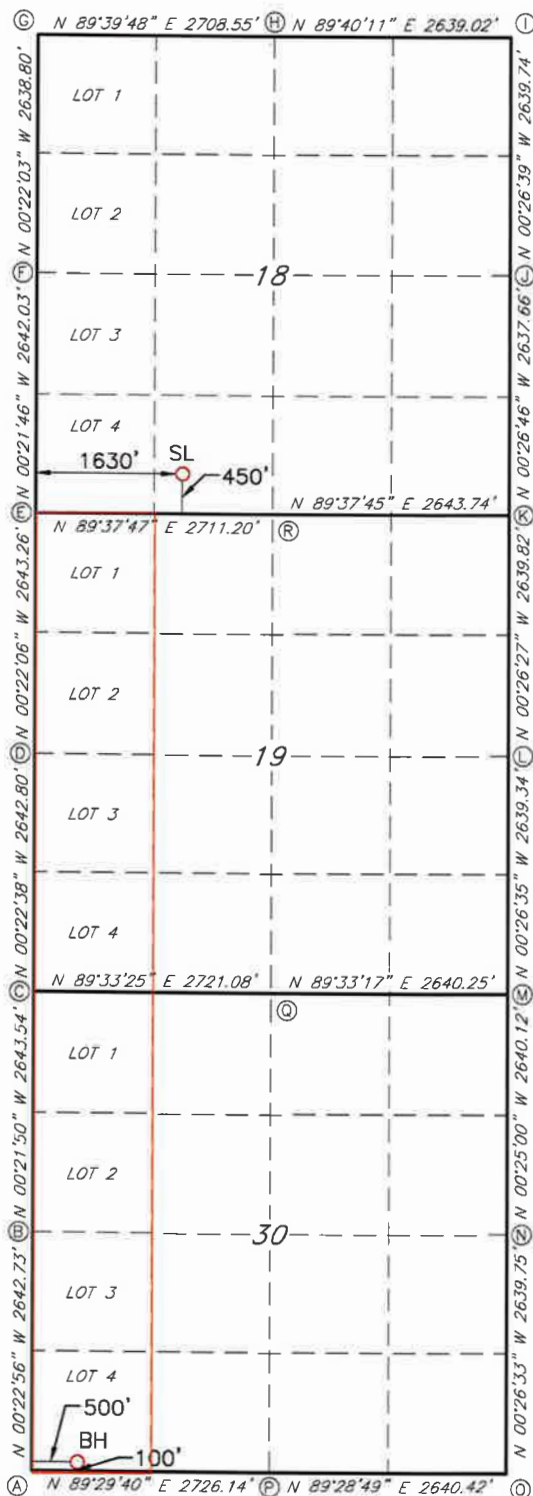 G N 89°39'48" E 2708.55' H N 89°40'11" E 2639.02' I
N 00°22'03" W 2638.80'
N 00°26'39" W 2639.74'
LOT 1
LOT 2
F 18 J
N 00°21'46" W 2642.03'
N 00°26'46" W 2637.66'
LOT 3
LOT 4
1630' SL 450'
N 89°37'45" E 2643.74'
E K
N 89°37'47" E 2711.20' R
N 00°22'06" W 2643.26'
N 00°26'27" W 2639.82'
LOT 1
LOT 2
D 19 L
N 00°22'38" W 2642.80'
N 00°26'35" W 2639.34'
LOT 3
LOT 4
N 89°33'25" E 2721.08' N 89°33'17" E 2640.25'
C M
Q
N 00°21'50" W 2643.54'
N 00°25'00" W 2640.12'
LOT 1
LOT 2
B 30 N
N 00°22'56" W 2642.73'
N 00°26'33" W 2639.75'
LOT 3
LOT 4
500'
BH
100'
A N 89°29'40" E 2726.14' P N 89°28'49" E 2640.42' O